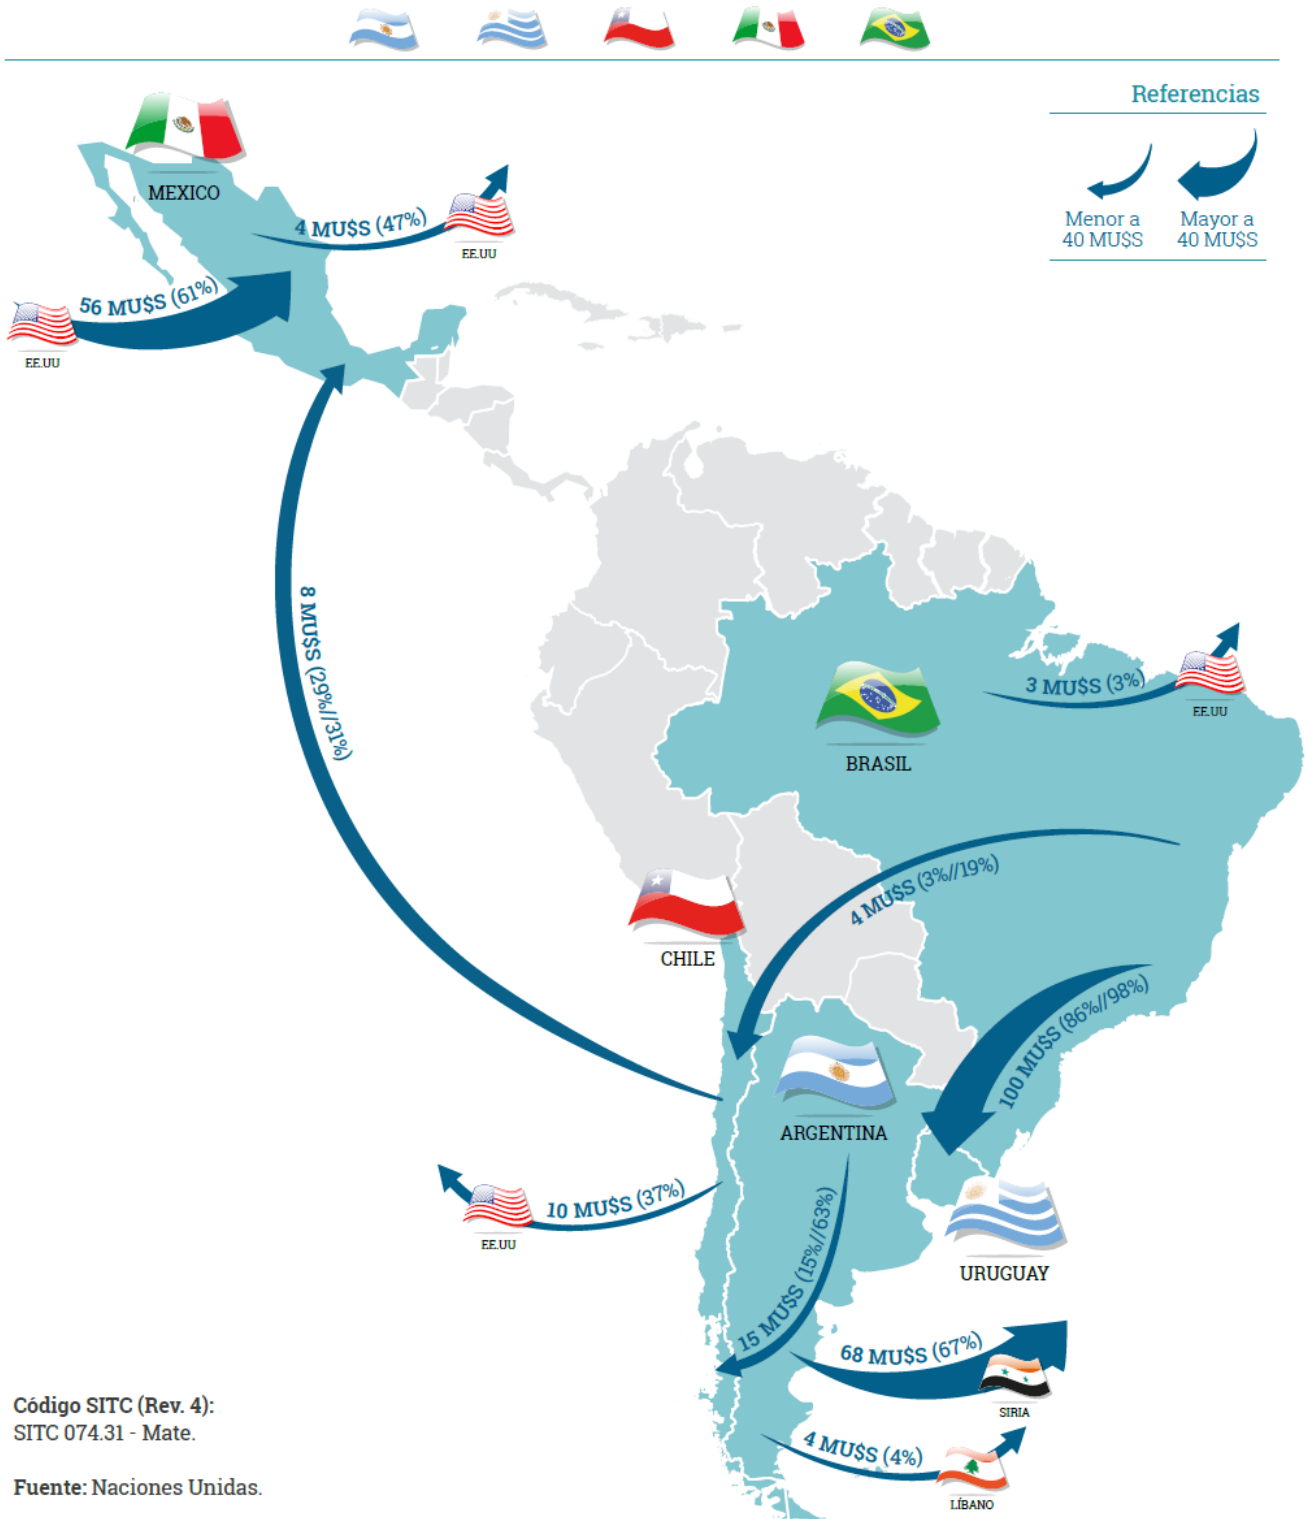 Referencias
Menor a
40 MU$S
Mayor a
40 MU$S
MEXICO
4 MU$S (47%)
EE.UU
56 MU$S (61%)
EE.UU
8 MU$S (29%//31%)
3 MU$S (3%)
EE.UU
BRASIL
4 MU$S (3%//19%)
CHILE
100 MU$S (86%//98%)
ARGENTINA
10 MU$S (37%)
EE.UU
15 MU$S (15%//63%)
URUGUAY
68 MU$S (67%)
SIRIA
4 MU$S (4%)
LÍBANO
Código SITC (Rev. 4):
SITC 074.31 - Mate.
Fuente: Naciones Unidas.